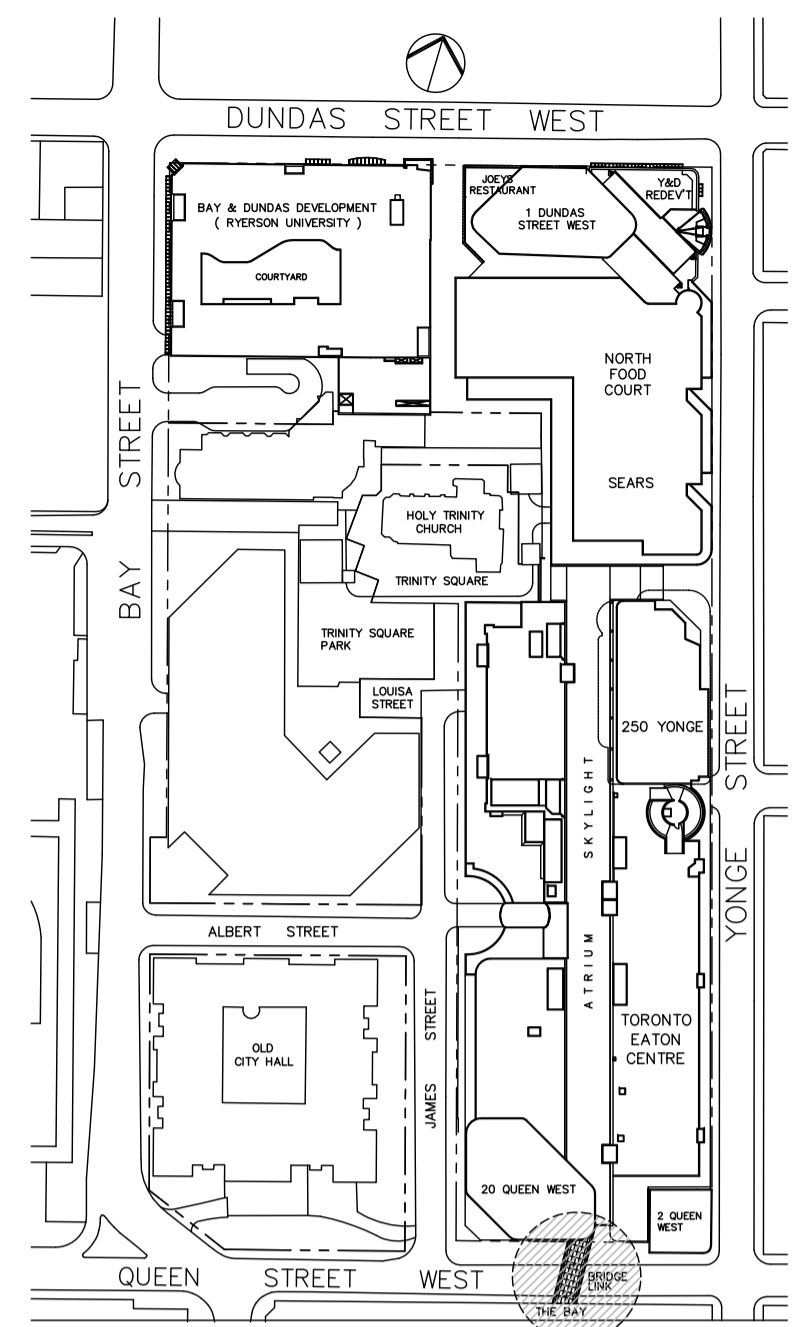 DUNDAS STREET WEST
JOEYS
RESTAURANT
Y&D
REDEV'T
BAY & DUNDAS DEVELOPMENT
( RYERSON UNIVERSITY )
1 DUNDAS
STREET WEST
COURTYARD
NORTH
FOOD
COURT
BAY STREET
SEARS
HOLY TRINITY
CHURCH
TRINITY SQUARE
TRINITY SQUARE
PARK
LOUISA
STREET
250 YONGE
YONGE STREET
ATRIUM SKYLIGHT
ALBERT STREET
JAMES STREET
OLD
CITY HALL
TORONTO
EATON
CENTRE
20 QUEEN WEST
2 QUEEN
WEST
QUEEN STREET WEST
BRIDGE
LINK
THE BAY